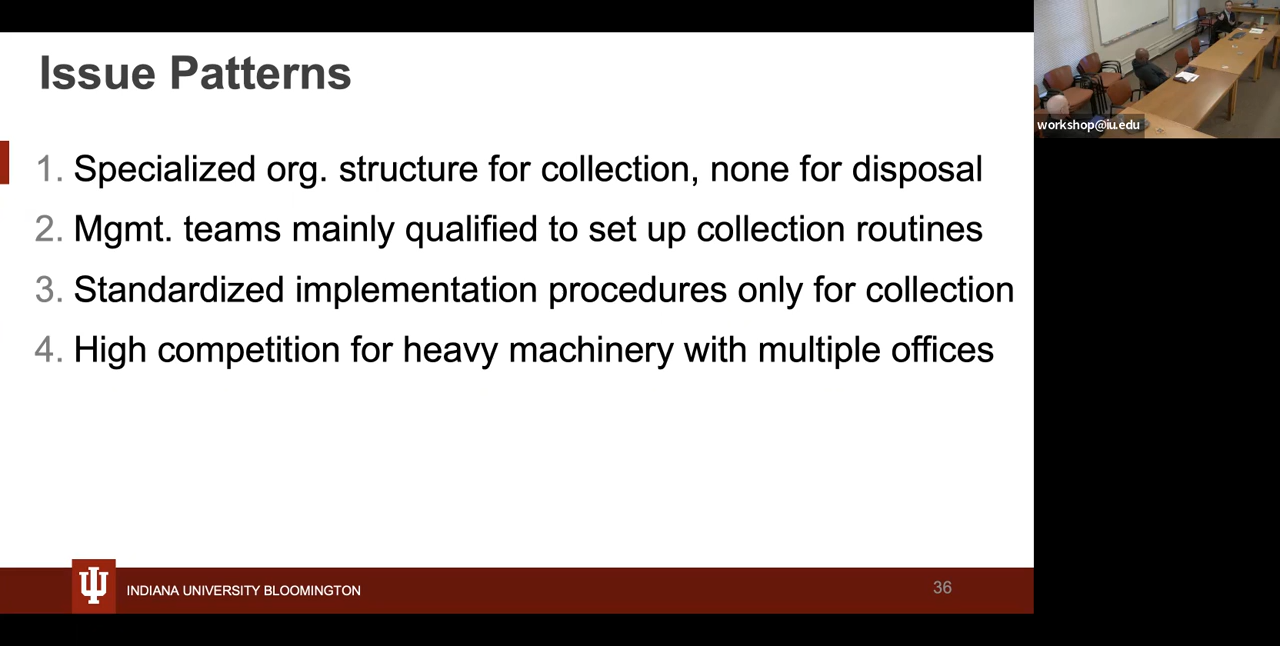 Issue Patterns
1. Specialized org. structure for collection, none for disposal
2. Mgmt. teams mainly qualified to set up collection routines
3. Standardized implementation procedures only for collection
4. High competition for heavy machinery with multiple offices
INDIANA UNIVERSITY BLOOMINGTON
36
workshop@iu.edu